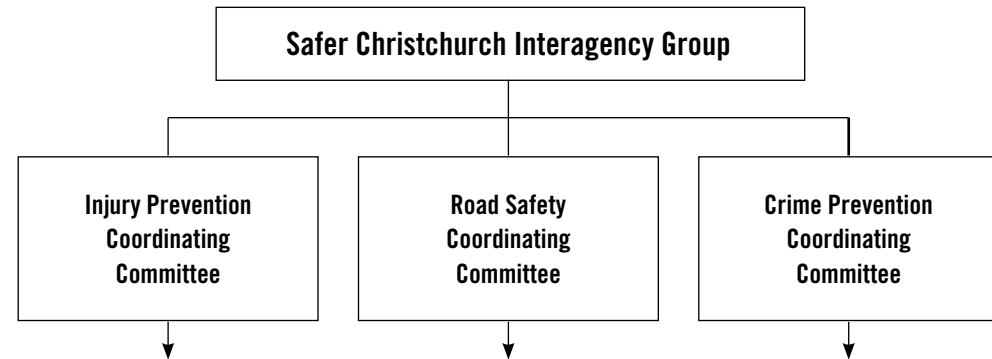 Safer Christchurch Interagency Group
Injury Prevention
Coordinating
Committee
Road Safety
Coordinating
Committee
Crime Prevention
Coordinating
Committee